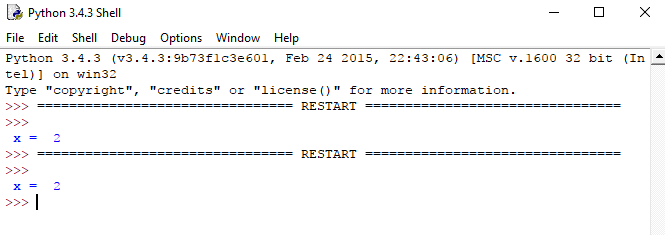 Python 3.4.3 Shell
File Edit Shell Debug Options Window Help
Python 3.4.3 (v3.4.3:9b73f1c3e601, Feb 24 2015, 22:43:06) [MSC v.1600 32 bit (In
tel)] on win32
Type "copyright", "credits" or "license()" for more information.
>>> ================================ RESTART ================================
>>>
 x =  2
>>> ================================ RESTART ================================
>>>
 x =  2
>>>